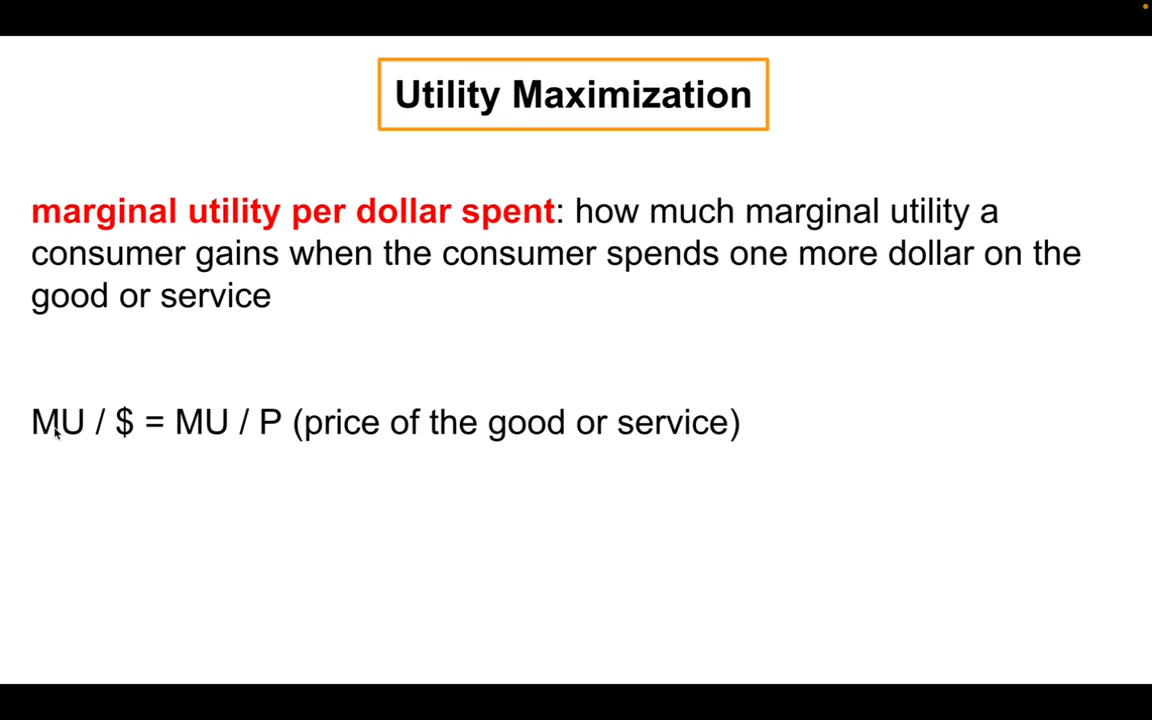 Utility Maximization
marginal utility per dollar spent: how much marginal utility a
consumer gains when the consumer spends one more dollar on the
good or service
MU / $ = MU / P (price of the good or service)